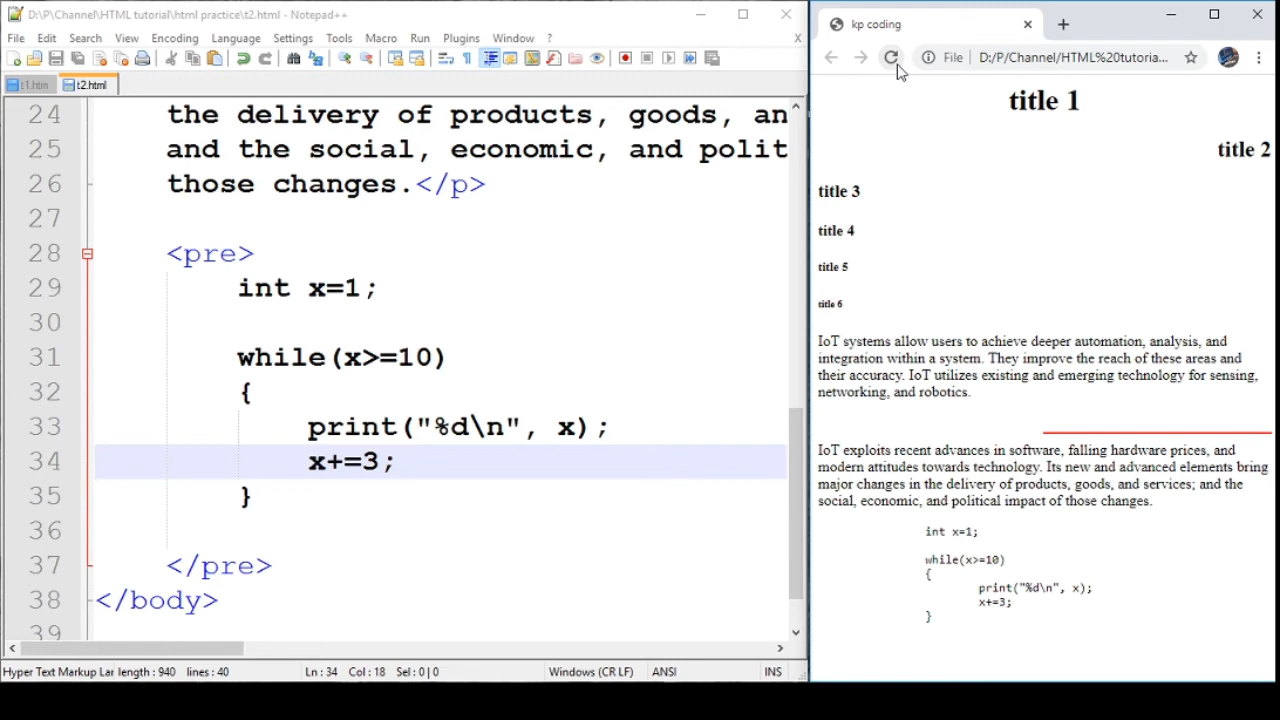 D:\P\Channel\HTML tutorial\html practice\t2.html - Notepad++
File Edit Search View Encoding Language Settings Tools Macro Run Plugins Window ? X
t1.htm t2.html
24 the delivery of products, goods, an
25 and the social, economic, and polit
26 those changes.</p>
27
28 <pre>
29 int x=1;
30
31 while(x>=10)
32 {
33 print("%d\n", x);
34 x+=3;
35 }
36
37 </pre>
38 </body>
39
Hyper Text Markup Lar length : 940 lines : 40 Ln : 34 Col : 18 Sel : 0 | 0 Windows (CR LF) ANSI INS
kp coding
File D:/P/Channel/HTML%20tutoria...
title 1
title 2
title 3
title 4
title 5
title 6
IoT systems allow users to achieve deeper automation, analysis, and
integration within a system. They improve the reach of these areas and
their accuracy. IoT utilizes existing and emerging technology for sensing,
networking, and robotics.
IoT exploits recent advances in software, falling hardware prices, and
modern attitudes towards technology. Its new and advanced elements bring
major changes in the delivery of products, goods, and services; and the
social, economic, and political impact of those changes.
int x=1;
while(x>=10)
{
print("%d\n", x);
x+=3;
}